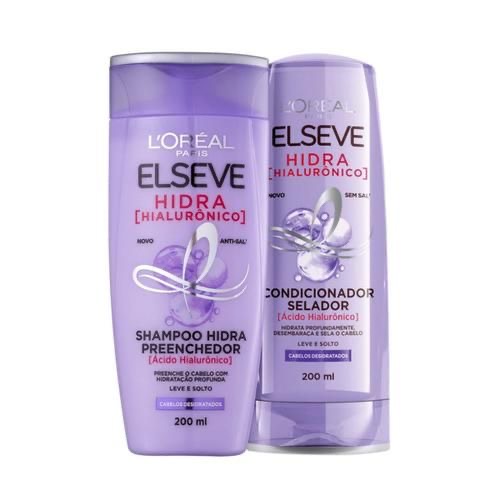 L'ORÉAL
PARIS
ELSEVE
HIDRA
[HIALURÔNICO]
NOVO
ANTI-SAL¹
SHAMPOO HIDRA
PREENCHEDOR
[Ácido Hialurônico]
PREENCHE O CABELO COM
HIDRATAÇÃO PROFUNDA
LEVE E SOLTO
CABELOS DESIDRATADOS
200 ml
L'ORÉAL
ELSEVE
HIDRA
[HIALURÔNICO]
NOVO
SEM SAL¹
CONDICIONADOR
SELADOR
[Ácido Hialurônico]
HIDRATA PROFUNDAMENTE,
DESEMBARAÇA E SELA O CABELO
LEVE E SOLTO
CABELOS DESIDRATADOS
200 ml